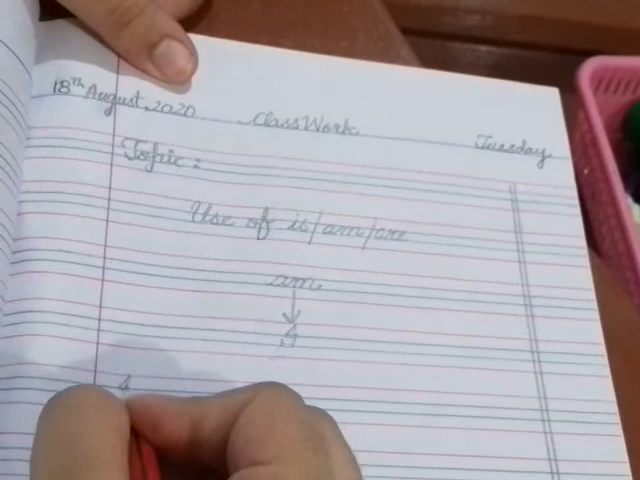 18th August, 2020 Class Work Tuesday
Topic:
Use of is/am/are
am
I
I